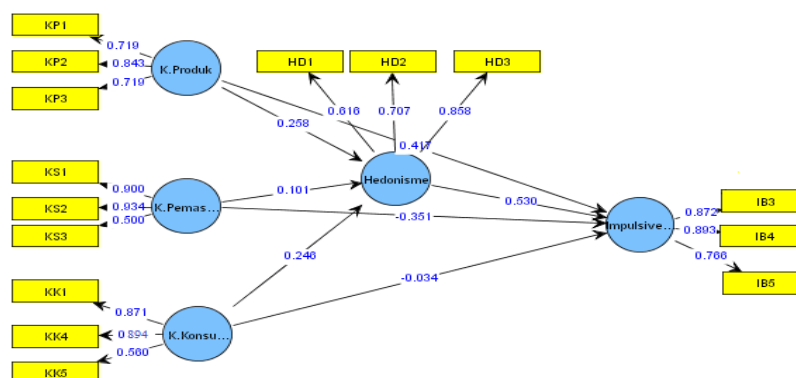 KP1
0.719
KP2
0.843
KP3
0.719
K.Produk
HD1
HD2
HD3
0.616
0.707
0.858
0.258
0.417
Hedonisme
KS1
0.900
KS2
0.934
KS3
0.500
K.Pemas...
0.101
0.530
-0.351
Impulsive...
0.872
IB3
0.893
IB4
0.766
IB5
0.246
-0.034
KK1
0.871
KK4
0.894
KK5
0.560
K.Konsu...